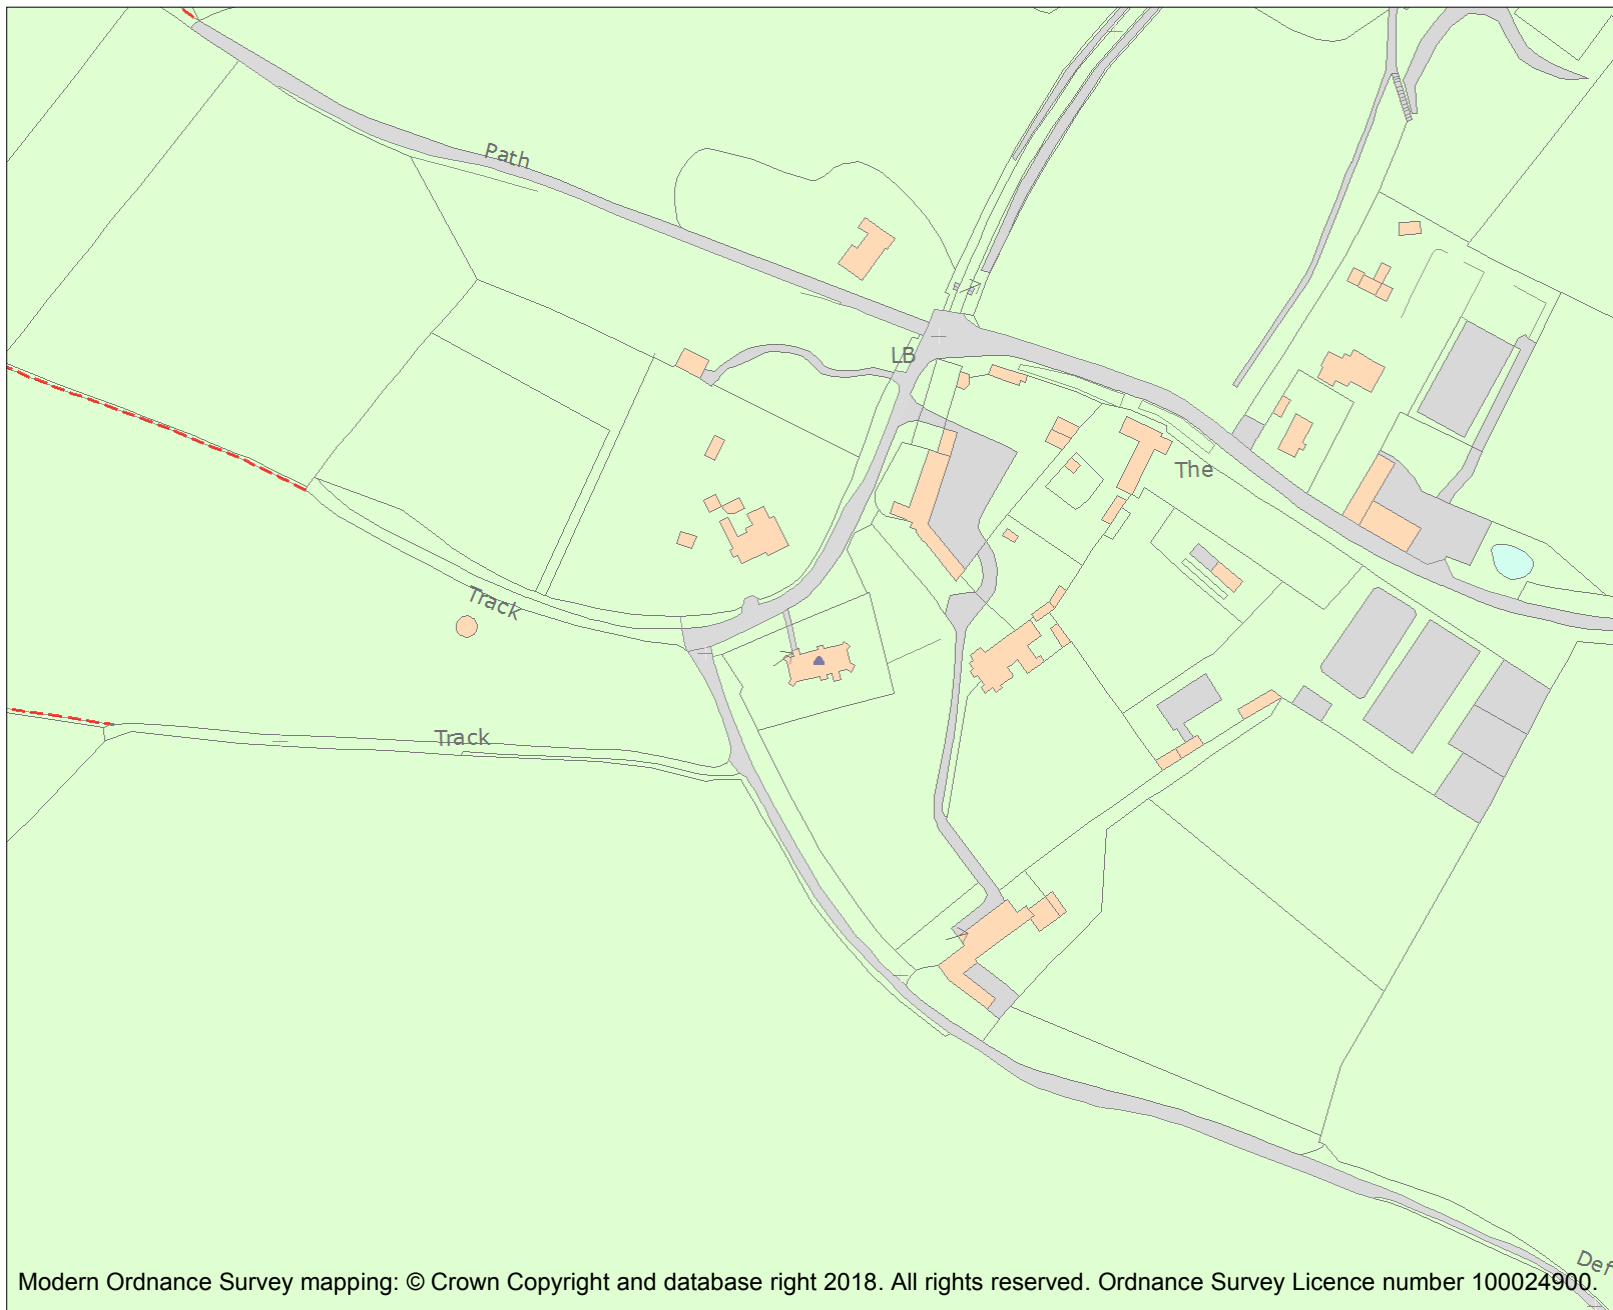 Path
LB
The
Track
Track
Def
Modern Ordnance Survey mapping: © Crown Copyright and database right 2018. All rights reserved. Ordnance Survey Licence number 100024900.